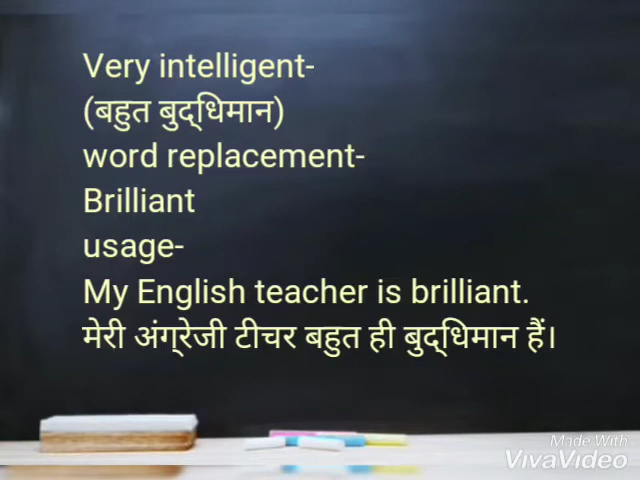 Very intelligent-
(बहुत बुद्धिमान)
word replacement-
Brilliant
usage-
My English teacher is brilliant.
मेरी अंग्रेजी टीचर बहुत ही बुद्धिमान हैं।
Made With
VivaVideo